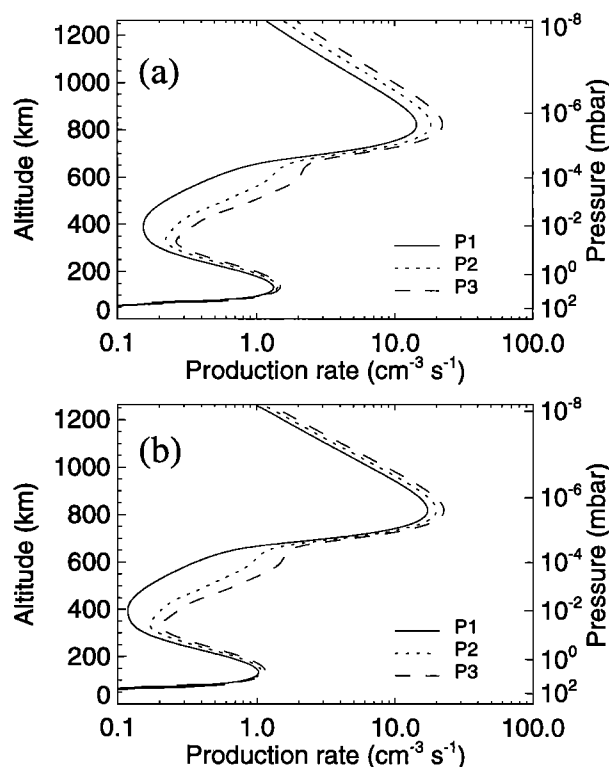 (a)
1200
1000
800
600
400
200
0
Altitude (km)
10⁻⁸
10⁻⁶
10⁻⁴
10⁻²
10⁰
10²
Pressure (mbar)
P1
P2
P3
0.1 1.0 10.0 100.0
Production rate (cm⁻³ s⁻¹)
(b)
1200
1000
800
600
400
200
0
Altitude (km)
10⁻⁸
10⁻⁶
10⁻⁴
10⁻²
10⁰
10²
Pressure (mbar)
P1
P2
P3
0.1 1.0 10.0 100.0
Production rate (cm⁻³ s⁻¹)